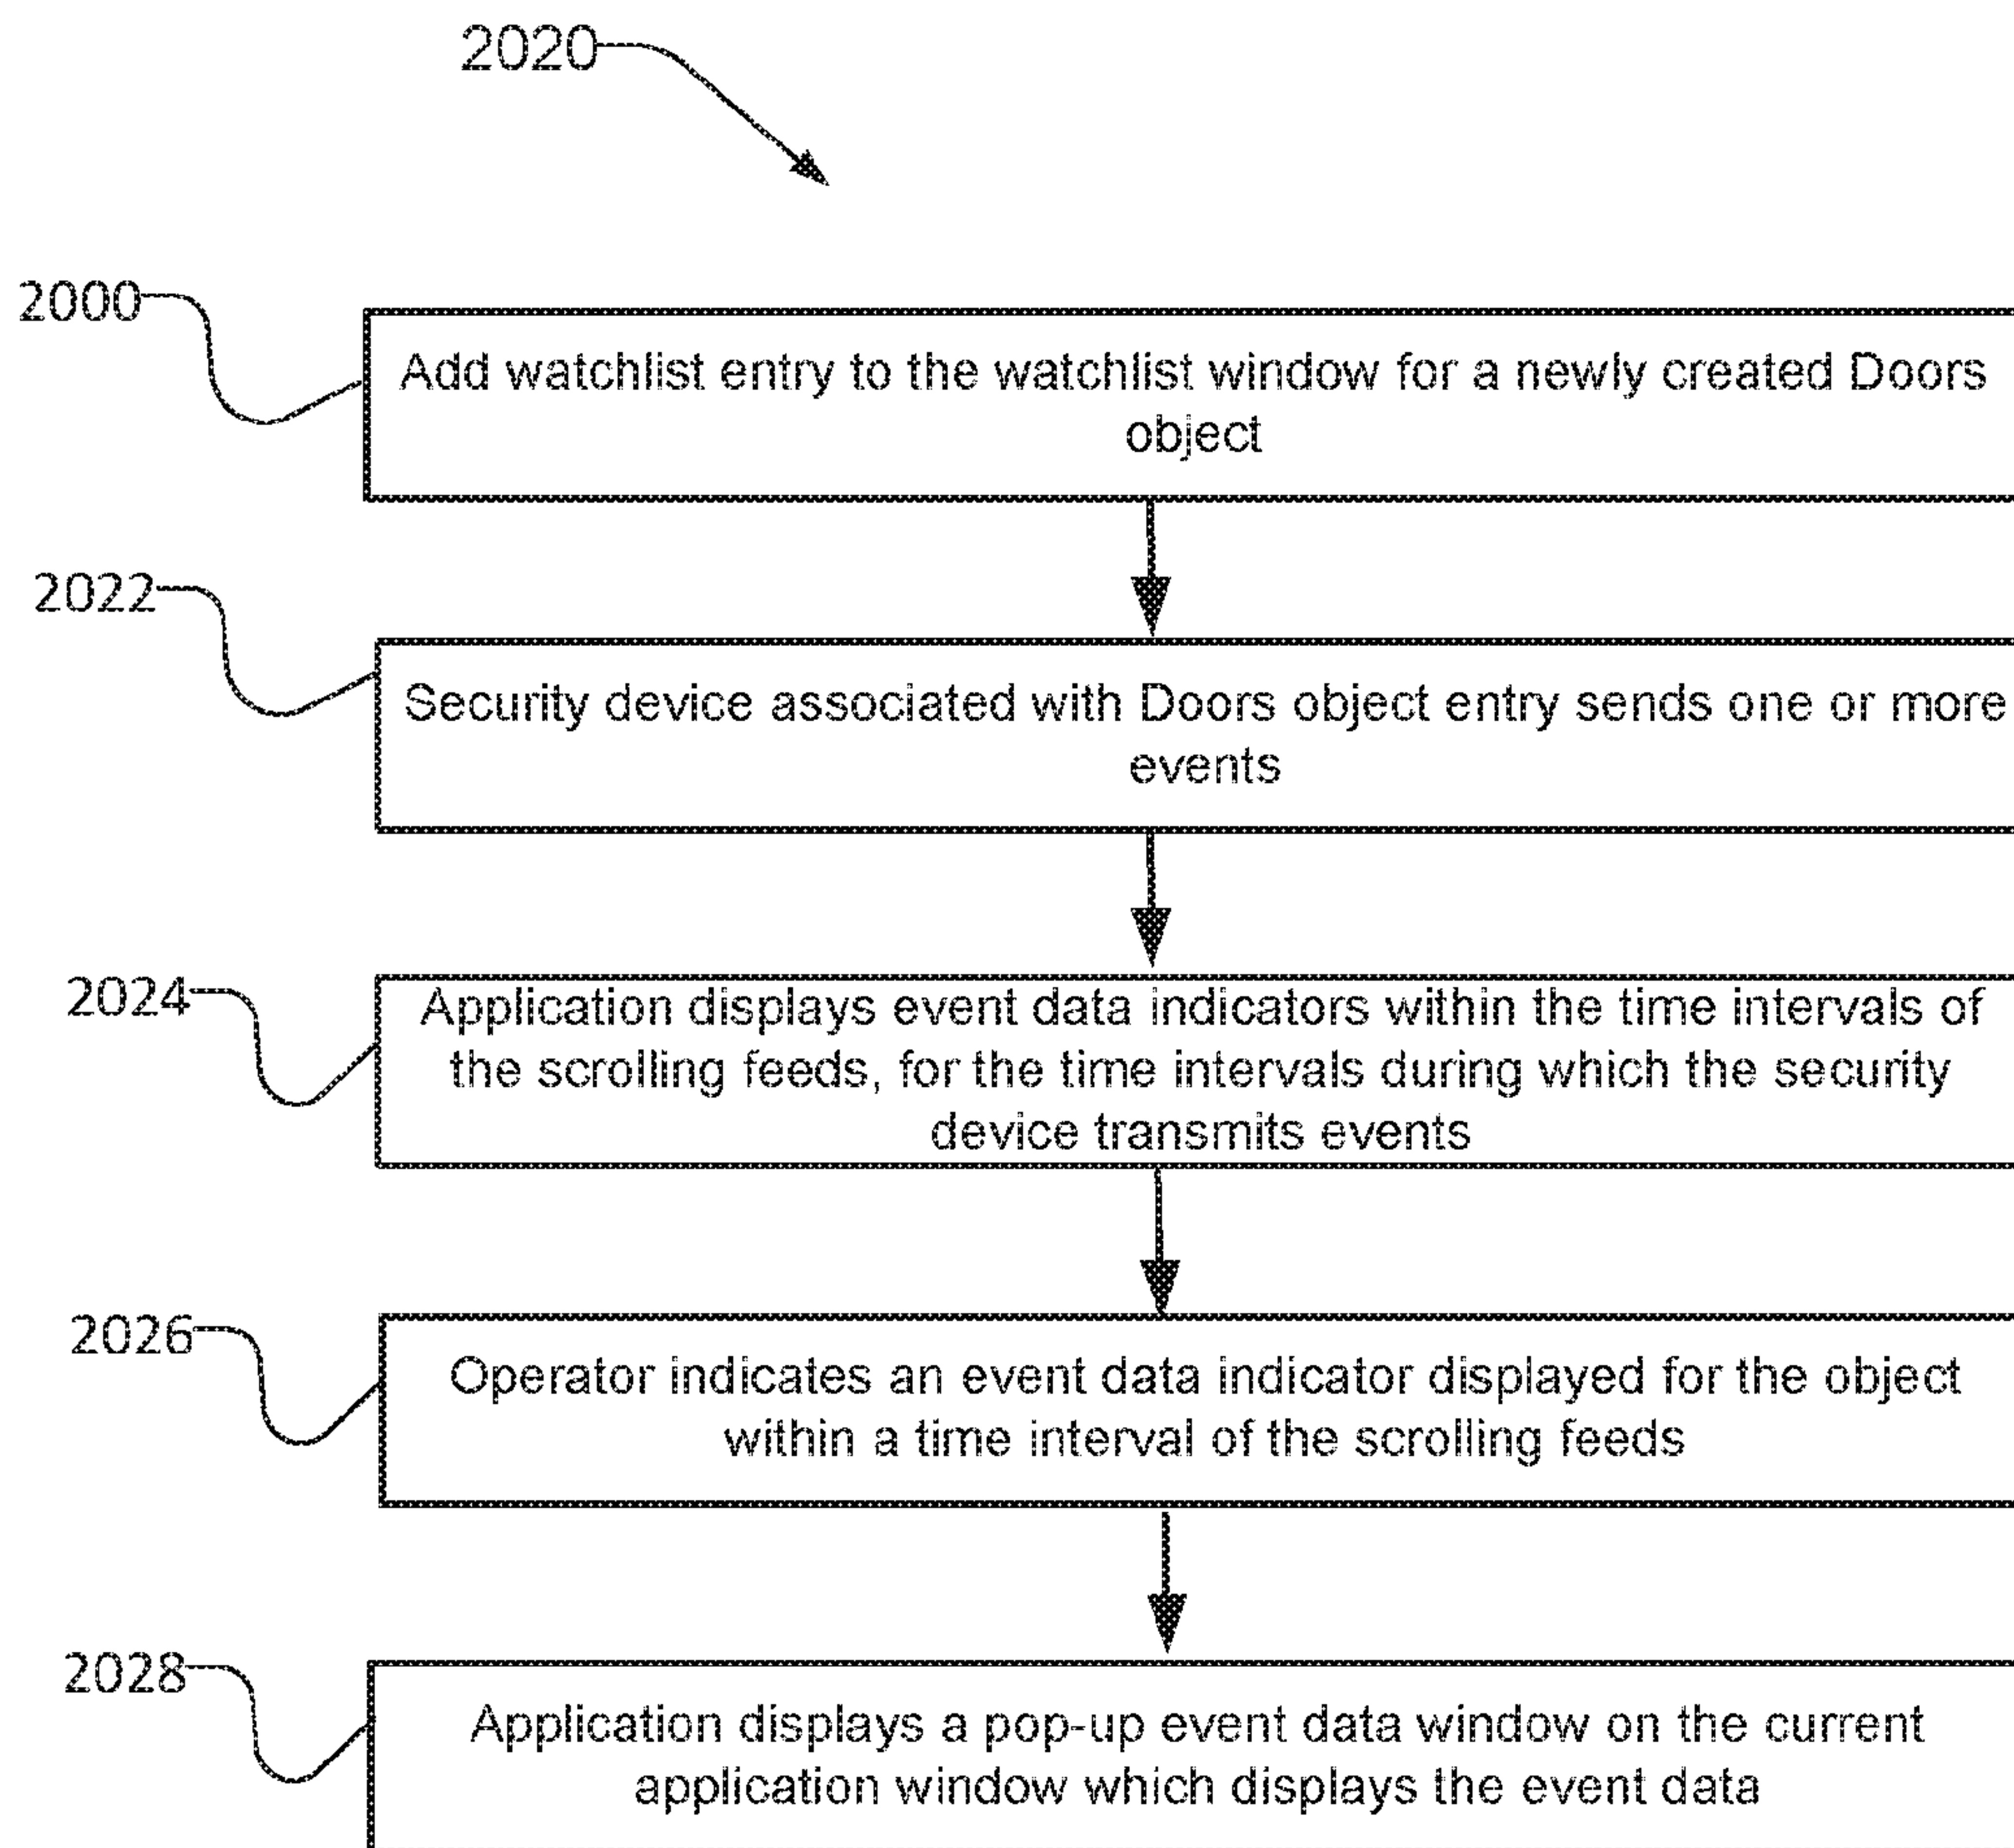 2020
2000
Add watchlist entry to the watchlist window for a newly created Doors
object
2022
Security device associated with Doors object entry sends one or more
events
2024
Application displays event data indicators within the time intervals of
the scrolling feeds, for the time intervals during which the security
device transmits events
2026
Operator indicates an event data indicator displayed for the object
within a time interval of the scrolling feeds
2028
Application displays a pop-up event data window on the current
application window which displays the event data